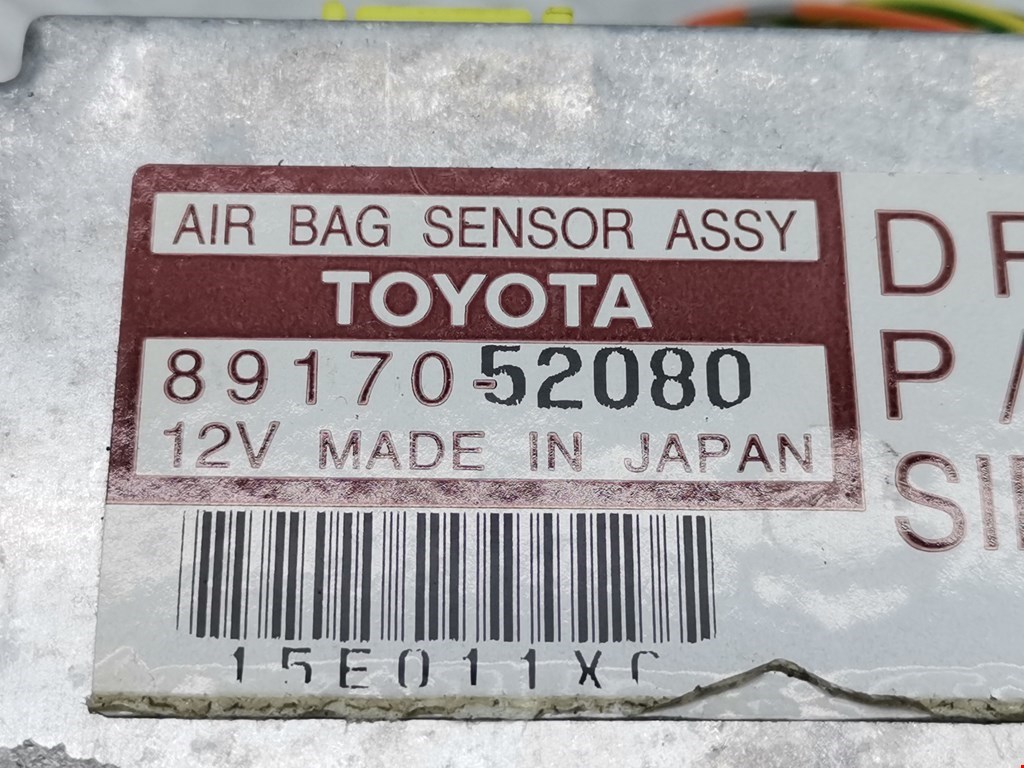 AIR BAG SENSOR ASSY
TOYOTA
89170-52080
12V MADE IN JAPAN